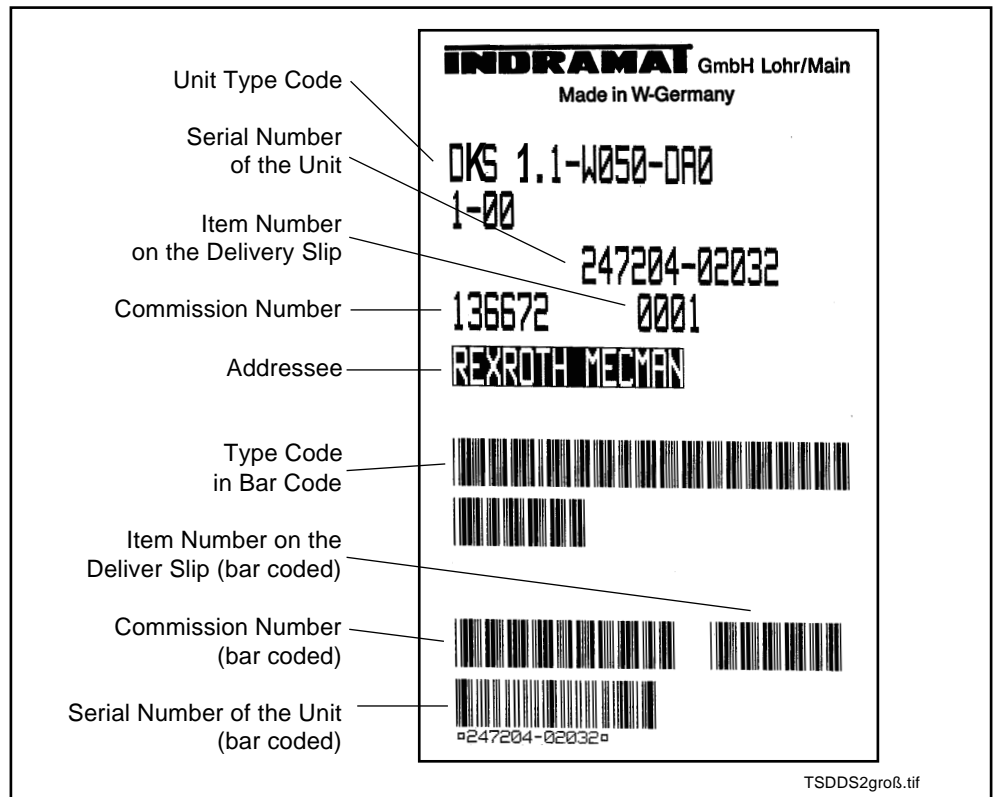 INDRAMAT GmbH Lohr/Main
Made in W-Germany
Unit Type Code
DKS 1.1-W050-DA0
1-00
Serial Number
of the Unit
247204-02032
Item Number
on the Delivery Slip
0001
Commission Number
136672
Addressee
REXROTH MECMAN
Type Code
in Bar Code
Item Number on the
Deliver Slip (bar coded)
Commission Number
(bar coded)
Serial Number of the Unit
(bar coded)
¤247204-02032¤
TSDDS2groß.tif